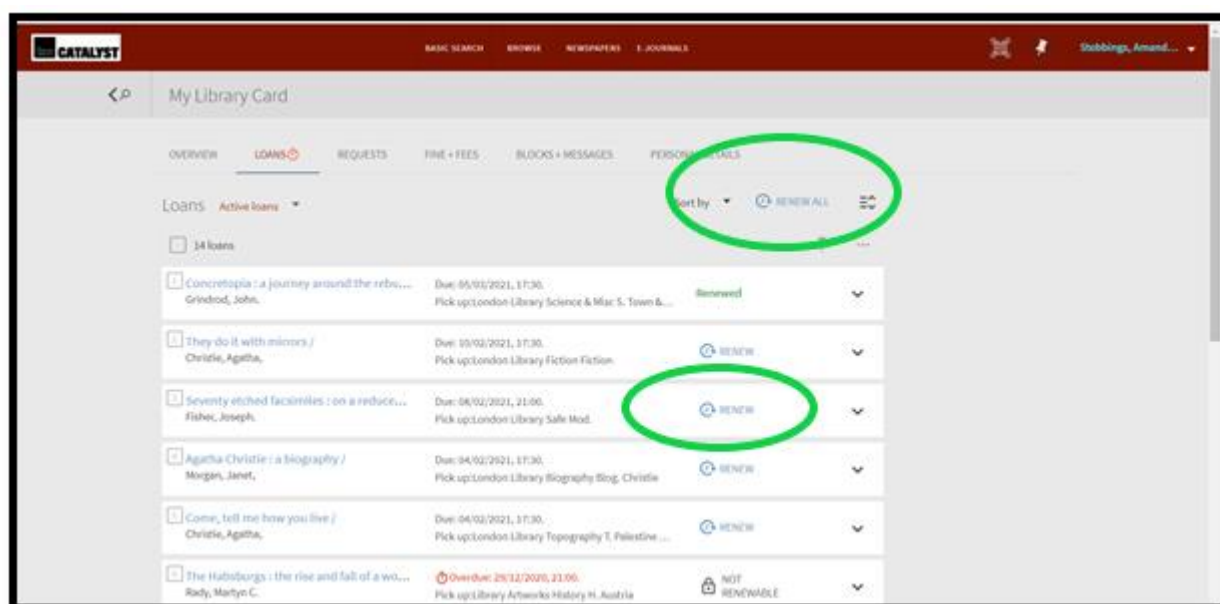 CATALYST
BASIC SEARCH BROWSE NEWSPAPERS E-JOURNALS
Stobbings, Amand...
My Library Card
OVERVIEW LOANS REQUESTS FINE + FEES BLOCKS + MESSAGES PERSONAL DETAILS
Loans Active loans
Sort by RENEW ALL
14 loans
Concretopia : a journey around the rebu...
Due: 05/03/2021, 17:30.
Renewed
Grindrod, John.
Pick up:London Library Science & Misc S. Town &...
They do it with mirrors /
Due: 10/02/2021, 17:30.
RENEW
Christie, Agatha,
Pick up:London Library Fiction Fiction
Seventy etched facsimiles : on a reduce...
Due: 08/02/2021, 21:00.
RENEW
Fisher, Joseph.
Pick up:London Library Safe Mod.
Agatha Christie : a biography /
Due: 04/02/2021, 17:30.
RENEW
Morgan, Janet,
Pick up:London Library Biography Biog. Christie
Come, tell me how you live /
Due: 04/02/2021, 17:30.
RENEW
Christie, Agatha,
Pick up:London Library Topography T. Palestine ...
The Habsburgs : the rise and fall of a wo...
Overdue: 29/12/2020, 21:00.
NOT RENEWABLE
Rady, Martyn C.
Pick up:Library Artworks History H. Austria